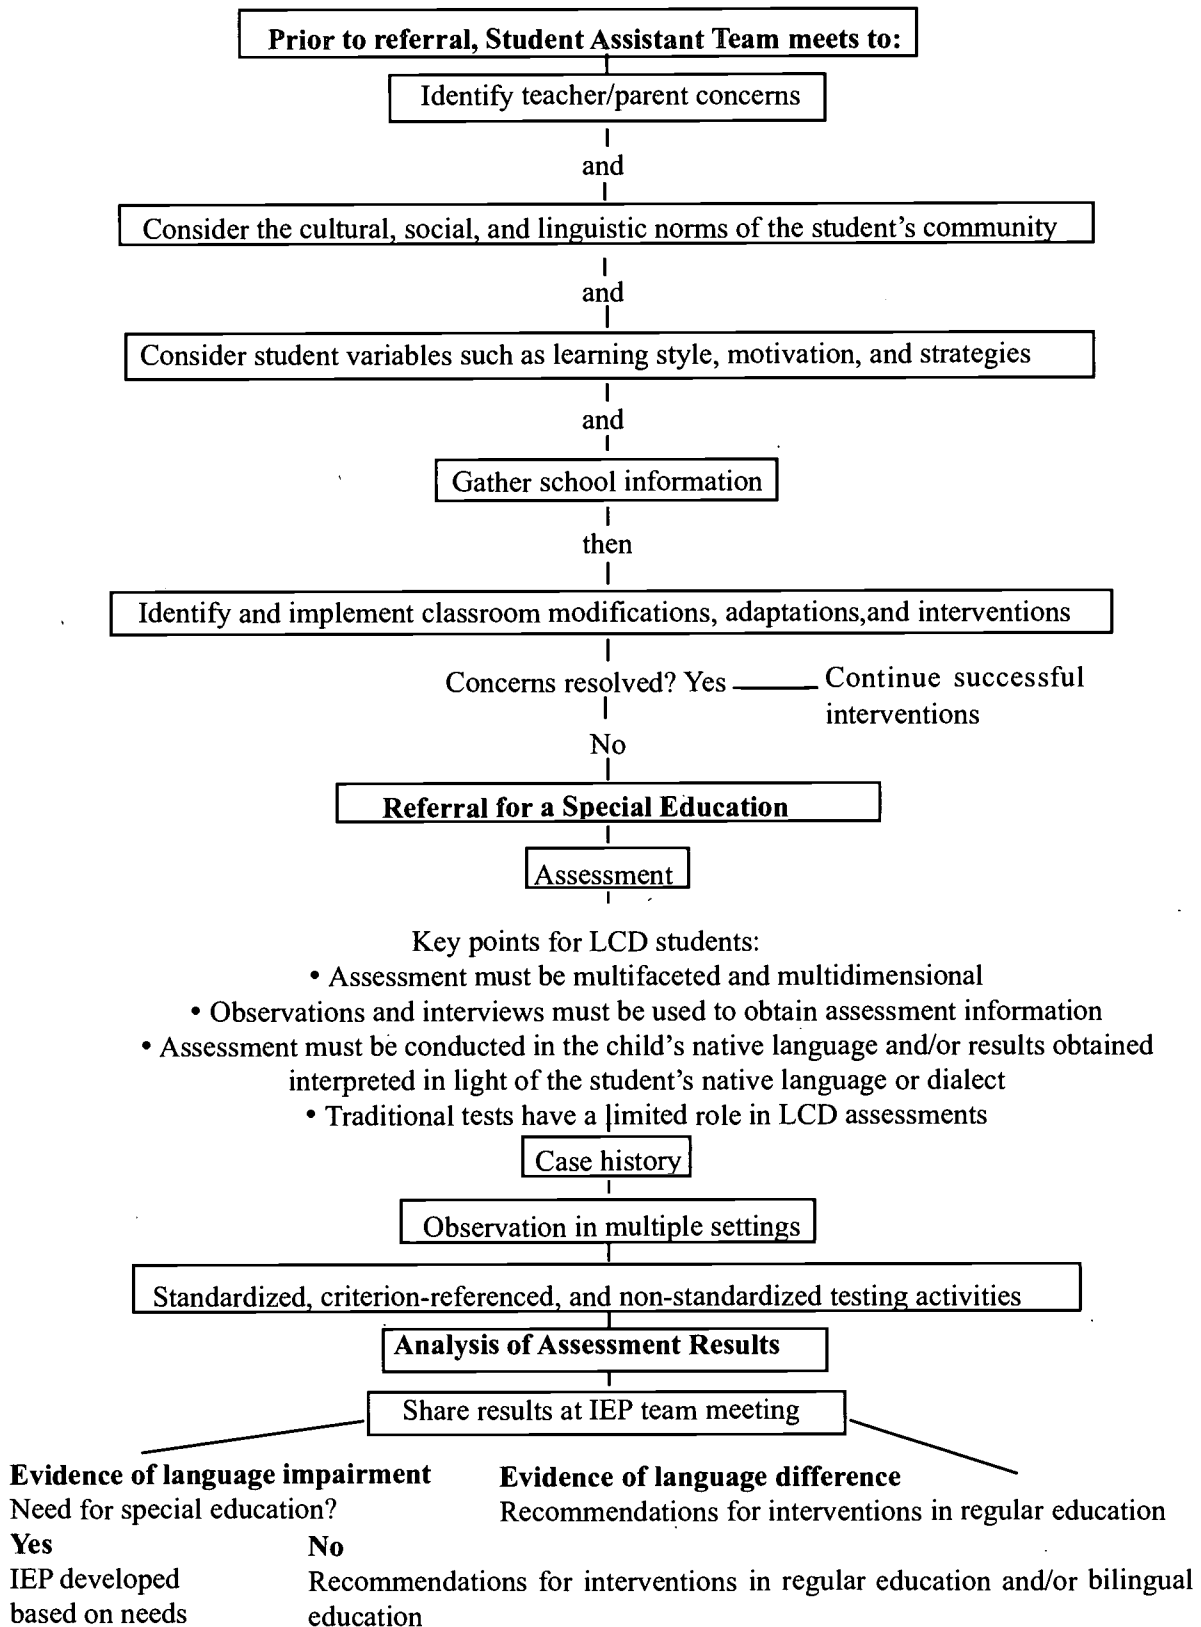 Prior to referral, Student Assistant Team meets to:
Identify teacher/parent concerns
and
Consider the cultural, social, and linguistic norms of the student's community
and
Consider student variables such as learning style, motivation, and strategies
and
Gather school information
then
Identify and implement classroom modifications, adaptations,and interventions
Concerns resolved? Yes Continue successful
interventions
No
Referral for a Special Education
Assessment
Key points for LCD students:
• Assessment must be multifaceted and multidimensional
• Observations and interviews must be used to obtain assessment information
• Assessment must be conducted in the child's native language and/or results obtained
interpreted in light of the student's native language or dialect
• Traditional tests have a limited role in LCD assessments
Case history
Observation in multiple settings
Standardized, criterion-referenced, and non-standardized testing activities
Analysis of Assessment Results
Share results at IEP team meeting
Evidence of language impairment
Need for special education?
Evidence of language difference
Recommendations for interventions in regular education
Yes
IEP developed
based on needs
No
Recommendations for interventions in regular education and/or bilingual
education